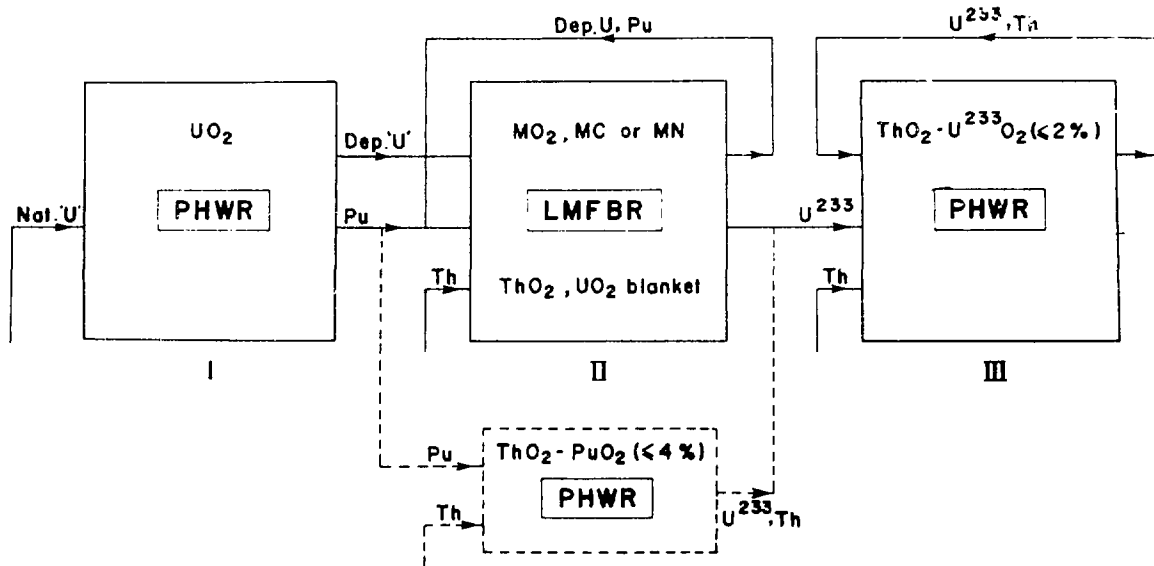 Dep.U, Pu
U²³³, Th
UO₂
MO₂, MC or MN
ThO₂-U²³³O₂ (≤2%)
Dep.'U'
PHWR
LMFBR
PHWR
Nat.'U'
Pu
U²³³
Th
ThO₂, UO₂ blanket
Th
I
II
III
ThO₂-PuO₂ (≤4%)
Pu
PHWR
Th
U²³³, Th